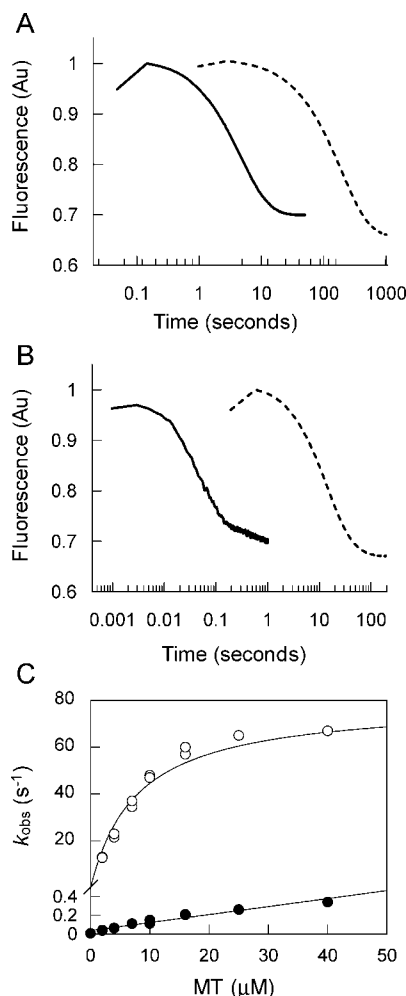 A
Fluorescence (Au)
1
0.9
0.8
0.7
0.6
0.1 1 10 100 1000
Time (seconds)
B
Fluorescence (Au)
1
0.9
0.8
0.7
0.6
0.001 0.01 0.1 1 10 100
Time (seconds)
C
kobs (s-1)
80
60
40
20
0.4
0.2
0
0 10 20 30 40 50
MT (μM)